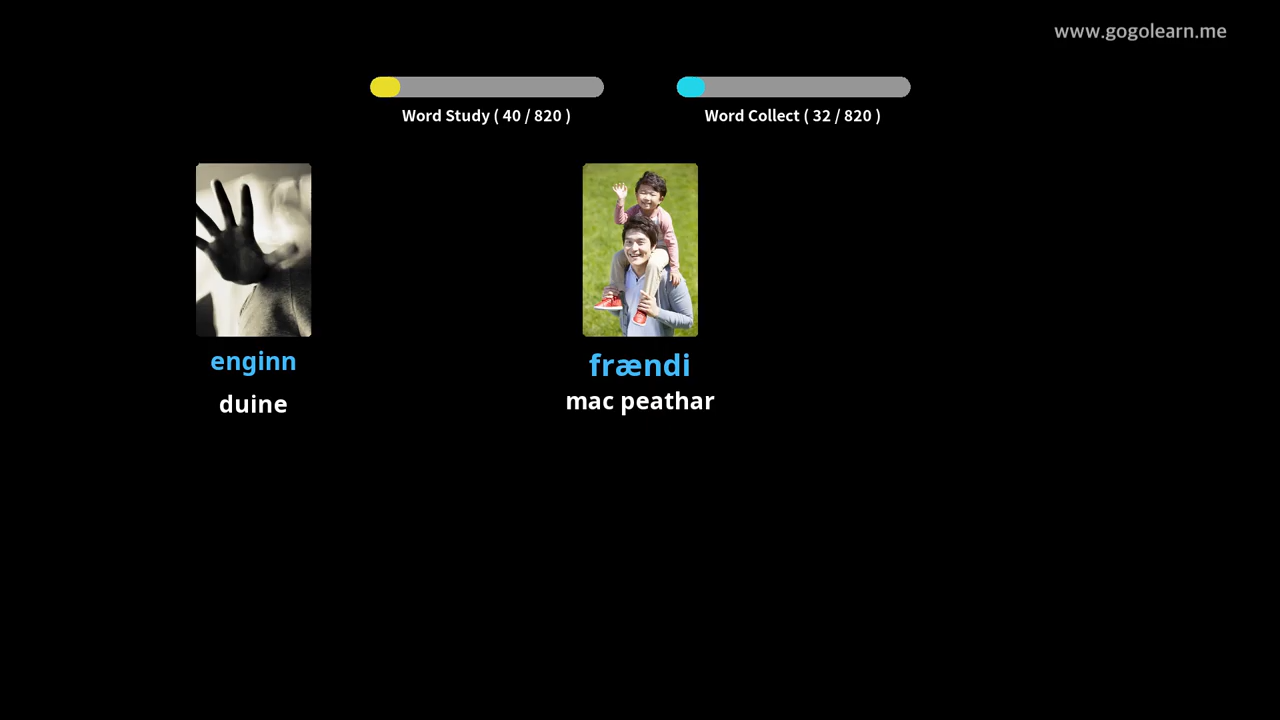 www.gogolearn.me
Word Study ( 40 / 820 )
Word Collect ( 32 / 820 )
enginn
duine
frændi
mac peathar